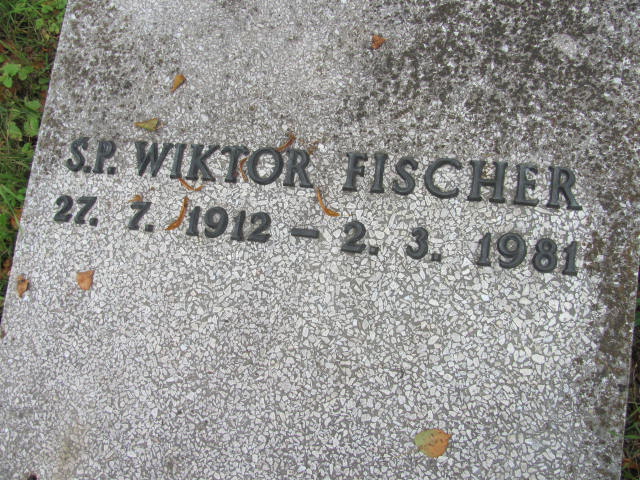 S.P. WIKTOR FISCHER
27. 7. 1912 – 2. 3. 1981